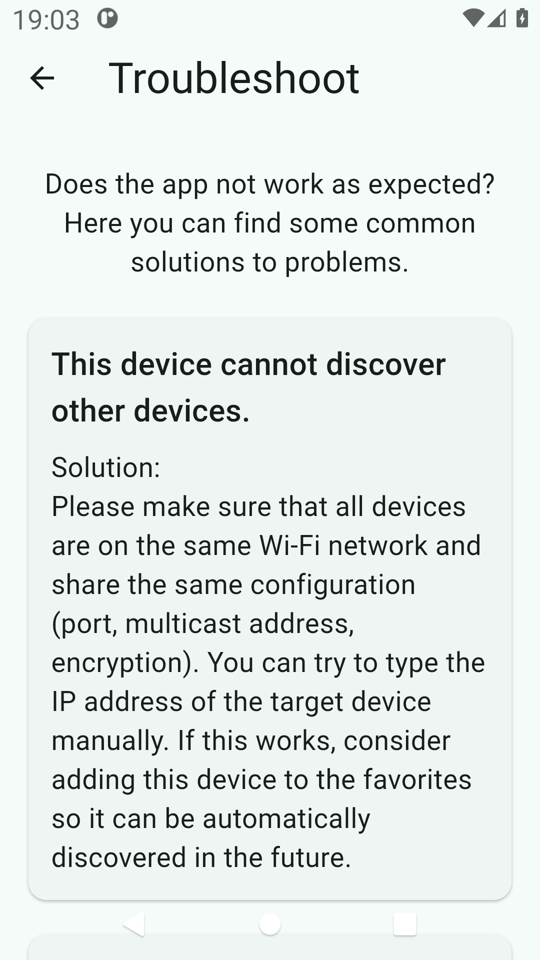 19:03
Troubleshoot
Does the app not work as expected?
Here you can find some common
solutions to problems.
This device cannot discover
other devices.
Solution:
Please make sure that all devices
are on the same Wi-Fi network and
share the same configuration
(port, multicast address,
encryption). You can try to type the
IP address of the target device
manually. If this works, consider
adding this device to the favorites
so it can be automatically
discovered in the future.